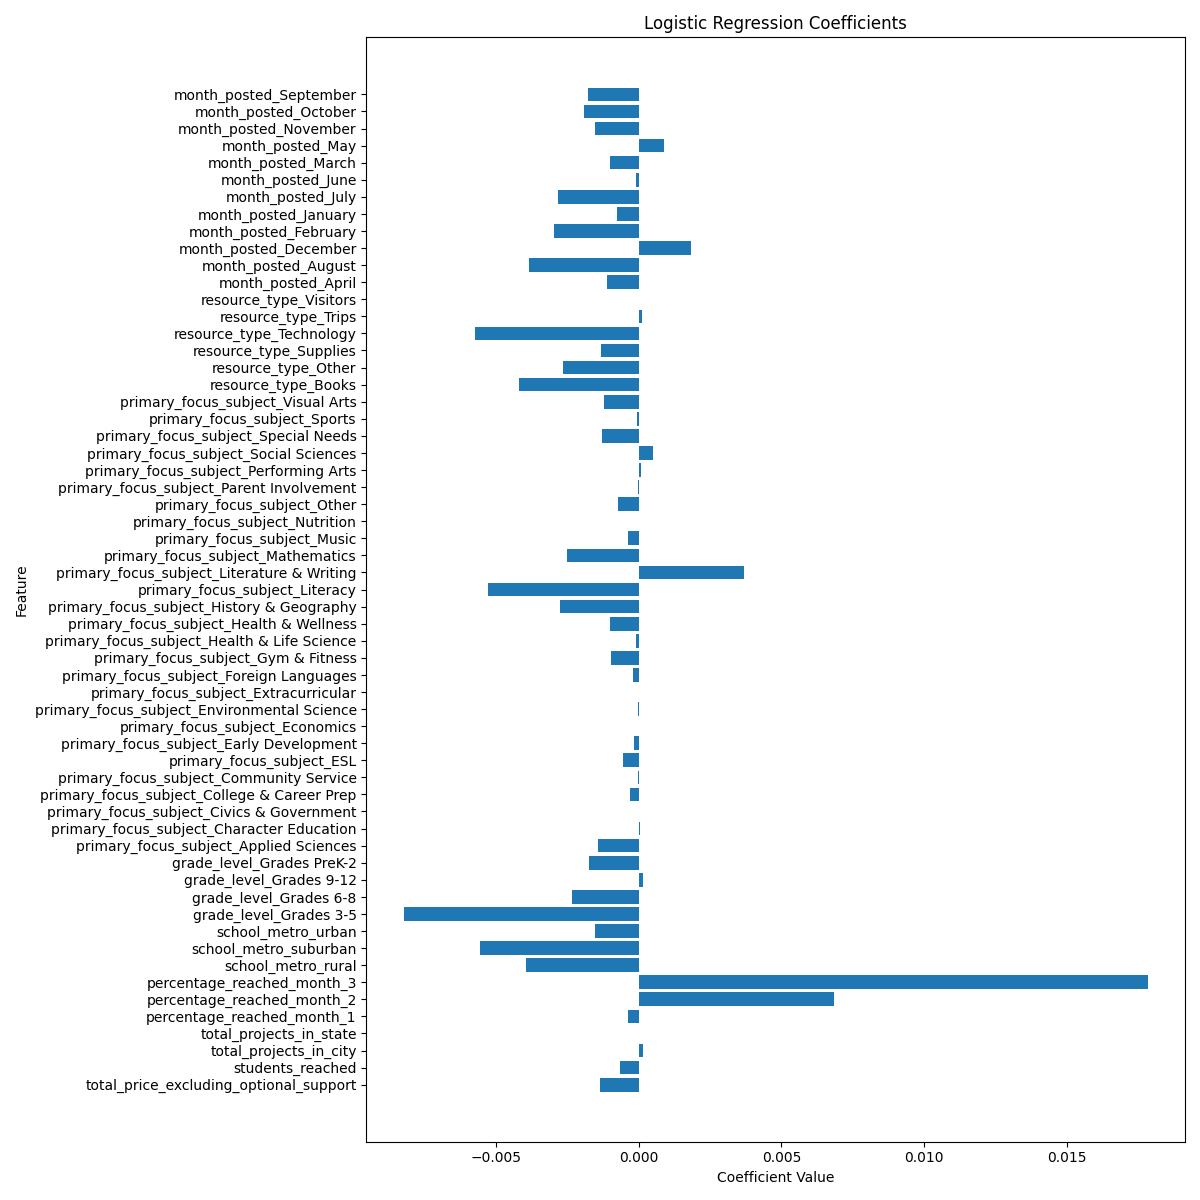 Logistic Regression Coefficients
month_posted_September
month_posted_October
month_posted_November
month_posted_May
month_posted_March
month_posted_June
month_posted_July
month_posted_January
month_posted_February
month_posted_December
month_posted_August
month_posted_April
resource_type_Visitors
resource_type_Trips
resource_type_Technology
resource_type_Supplies
resource_type_Other
resource_type_Books
primary_focus_subject_Visual Arts
primary_focus_subject_Sports
primary_focus_subject_Special Needs
primary_focus_subject_Social Sciences
primary_focus_subject_Performing Arts
primary_focus_subject_Parent Involvement
primary_focus_subject_Other
primary_focus_subject_Nutrition
primary_focus_subject_Music
primary_focus_subject_Mathematics
primary_focus_subject_Literature & Writing
primary_focus_subject_Literacy
primary_focus_subject_History & Geography
primary_focus_subject_Health & Wellness
primary_focus_subject_Health & Life Science
primary_focus_subject_Gym & Fitness
primary_focus_subject_Foreign Languages
primary_focus_subject_Extracurricular
primary_focus_subject_Environmental Science
primary_focus_subject_Economics
primary_focus_subject_Early Development
primary_focus_subject_ESL
primary_focus_subject_Community Service
primary_focus_subject_College & Career Prep
primary_focus_subject_Civics & Government
primary_focus_subject_Character Education
primary_focus_subject_Applied Sciences
grade_level_Grades PreK-2
grade_level_Grades 9-12
grade_level_Grades 6-8
grade_level_Grades 3-5
school_metro_urban
school_metro_suburban
school_metro_rural
percentage_reached_month_3
percentage_reached_month_2
percentage_reached_month_1
total_projects_in_state
total_projects_in_city
students_reached
total_price_excluding_optional_support
Feature
−0.005 0.000 0.005 0.010 0.015
Coefficient Value